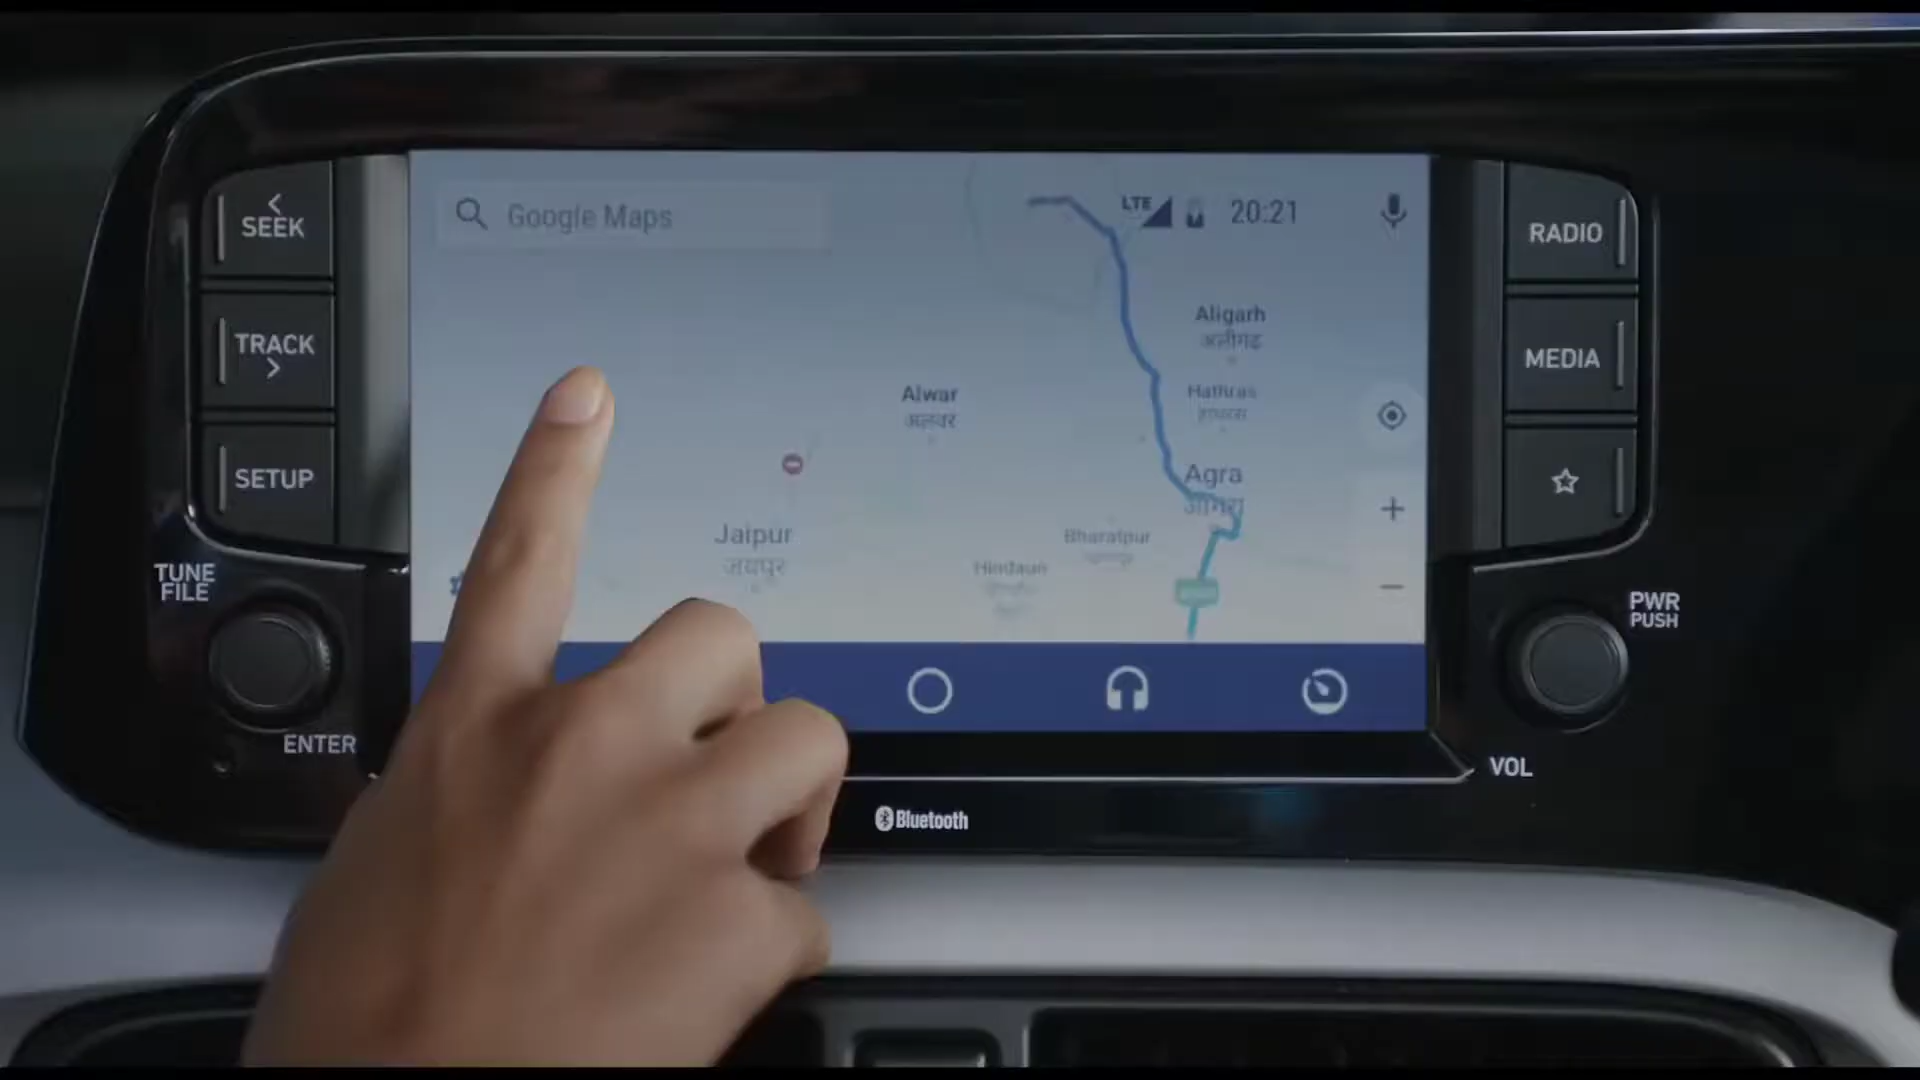 SEEK
TRACK
SETUP
TUNE
FILE
ENTER
Google Maps
LTE
20:21
Aligarh
अलीगढ़
Hathras
Alwar
अलवर
Agra
आगरा
Jaipur
जयपुर
Bharatpur
Hindaun
RADIO
MEDIA
PWR
PUSH
VOL
Bluetooth